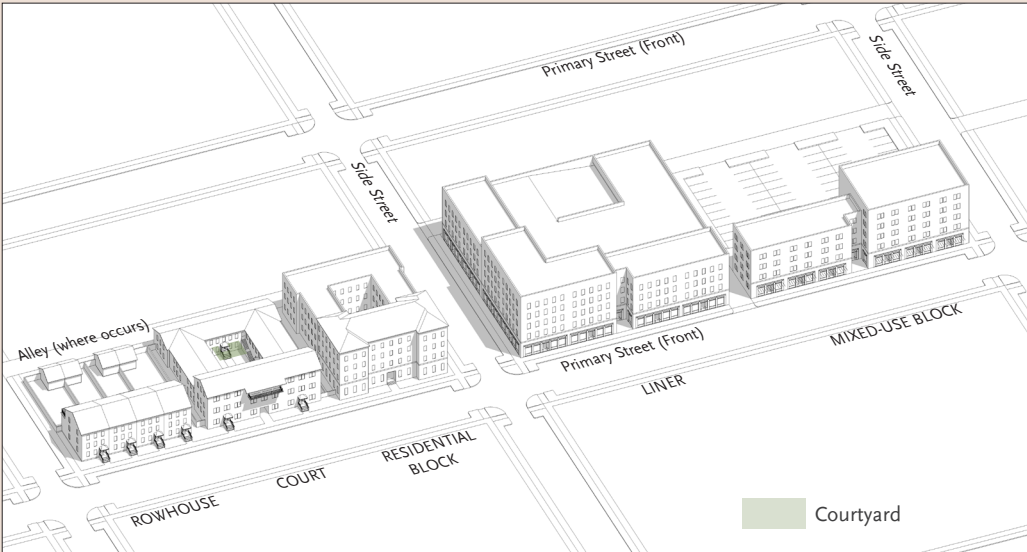 Primary Street (Front)
Side Street
Side Street
Alley (where occurs)
Primary Street (Front)
MIXED-USE BLOCK
LINER
RESIDENTIAL
BLOCK
COURT
ROWHOUSE
Courtyard